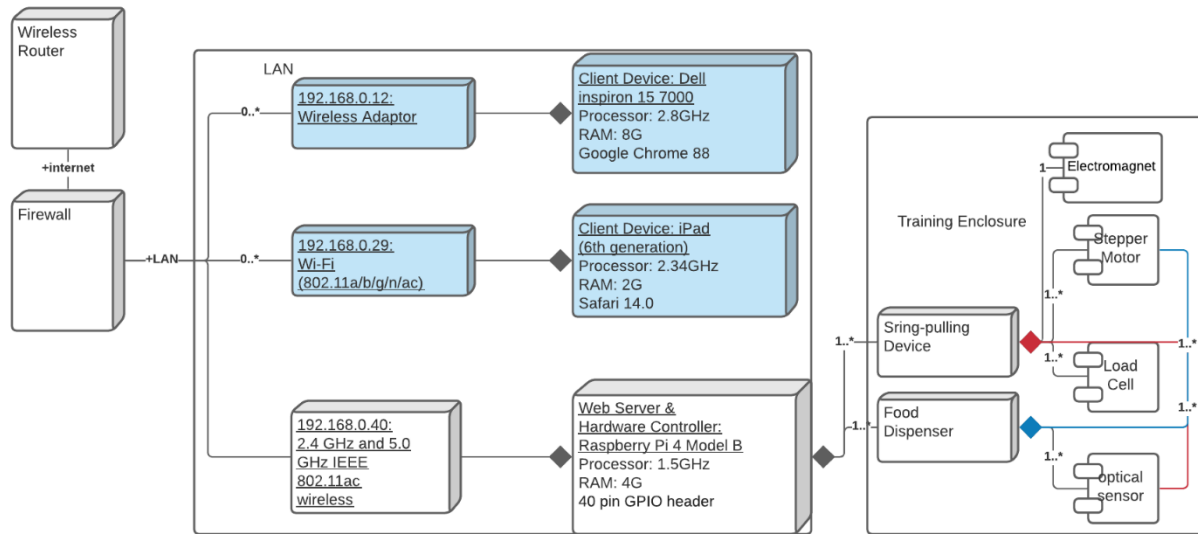 Wireless
Router
+internet
Firewall
+LAN
LAN
0..*
192.168.0.12:
Wireless Adaptor
Client Device: Dell
inspiron 15 7000
Processor: 2.8GHz
RAM: 8G
Google Chrome 88
0..*
192.168.0.29:
Wi-Fi
(802.11a/b/g/n/ac)
Client Device: iPad
(6th generation)
Processor: 2.34GHz
RAM: 2G
Safari 14.0
192.168.0.40:
2.4 GHz and 5.0
GHz IEEE
802.11ac
wireless
Web Server &
Hardware Controller:
Raspberry Pi 4 Model B
Processor: 1.5GHz
RAM: 4G
40 pin GPIO header
Training Enclosure
1..*
Sring-pulling
Device
1..*
Food
Dispenser
1
Electromagnet
1..*
Stepper
Motor
1..*
Load
Cell
1..*
optical
sensor
1..*
1..*